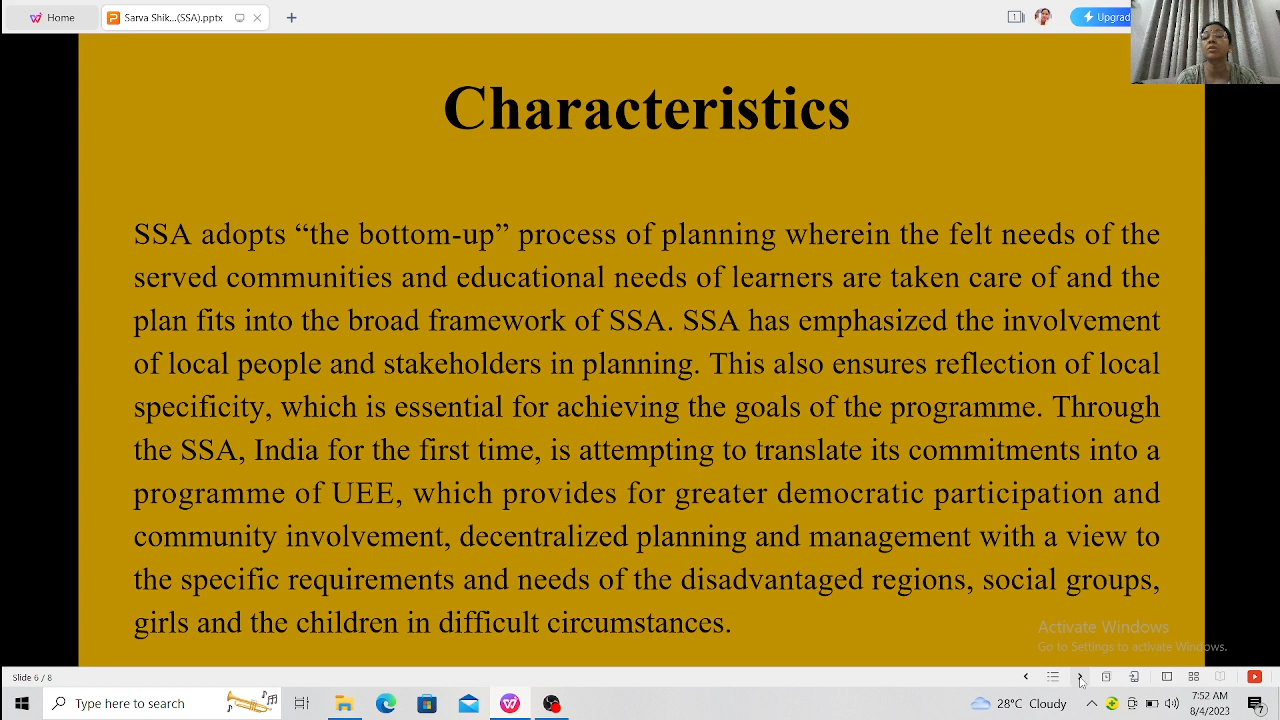 Home
Sarva Shik...(SSA).pptx
Upgrad
Characteristics
SSA adopts “the bottom-up” process of planning wherein the felt needs of the
served communities and educational needs of learners are taken care of and the
plan fits into the broad framework of SSA. SSA has emphasized the involvement
of local people and stakeholders in planning. This also ensures reflection of local
specificity, which is essential for achieving the goals of the programme. Through
the SSA, India for the first time, is attempting to translate its commitments into a
programme of UEE, which provides for greater democratic participation and
community involvement, decentralized planning and management with a view to
the specific requirements and needs of the disadvantaged regions, social groups,
girls and the children in difficult circumstances.
Activate Windows
Go to Settings to activate Windows.
Slide 6 / 8
Type here to search
28°C Cloudy
7:52 AM
8/4/2023
7